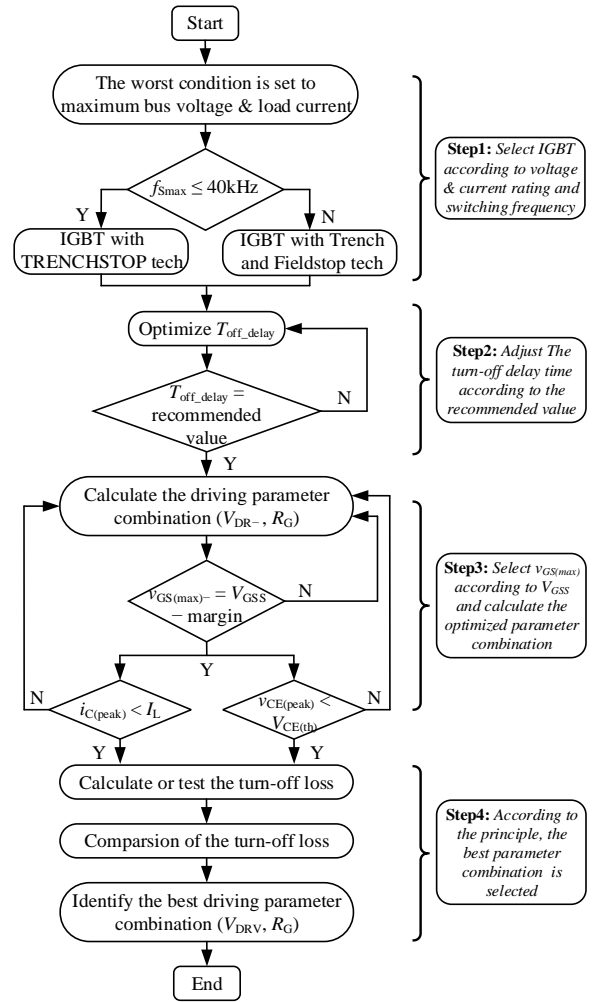 Start
The worst condition is set to
maximum bus voltage & load current
Step1: Select IGBT
according to voltage
& current rating and
switching frequency
fSmax ≤ 40kHz
Y
N
IGBT with
TRENCHSTOP tech
IGBT with Trench
and Fieldstop tech
Optimize Toff_delay
Step2: Adjust The
turn-off delay time
according to the
recommended value
Toff_delay =
recommended
value
N
Y
Calculate the driving parameter
combination (VDR−, RG)
Step3: Select vGS(max)
according to VGSS
and calculate the
optimized parameter
combination
vGS(max)− = VGSS
− margin
N
Y
N
iC(peak) < IL
vCE(peak) <
VCE(th)
N
Y
Y
Calculate or test the turn-off loss
Comparsion of the turn-off loss
Step4: According to
the principle, the
best parameter
combination is
selected
Identify the best driving parameter
combination (VDRV, RG)
End